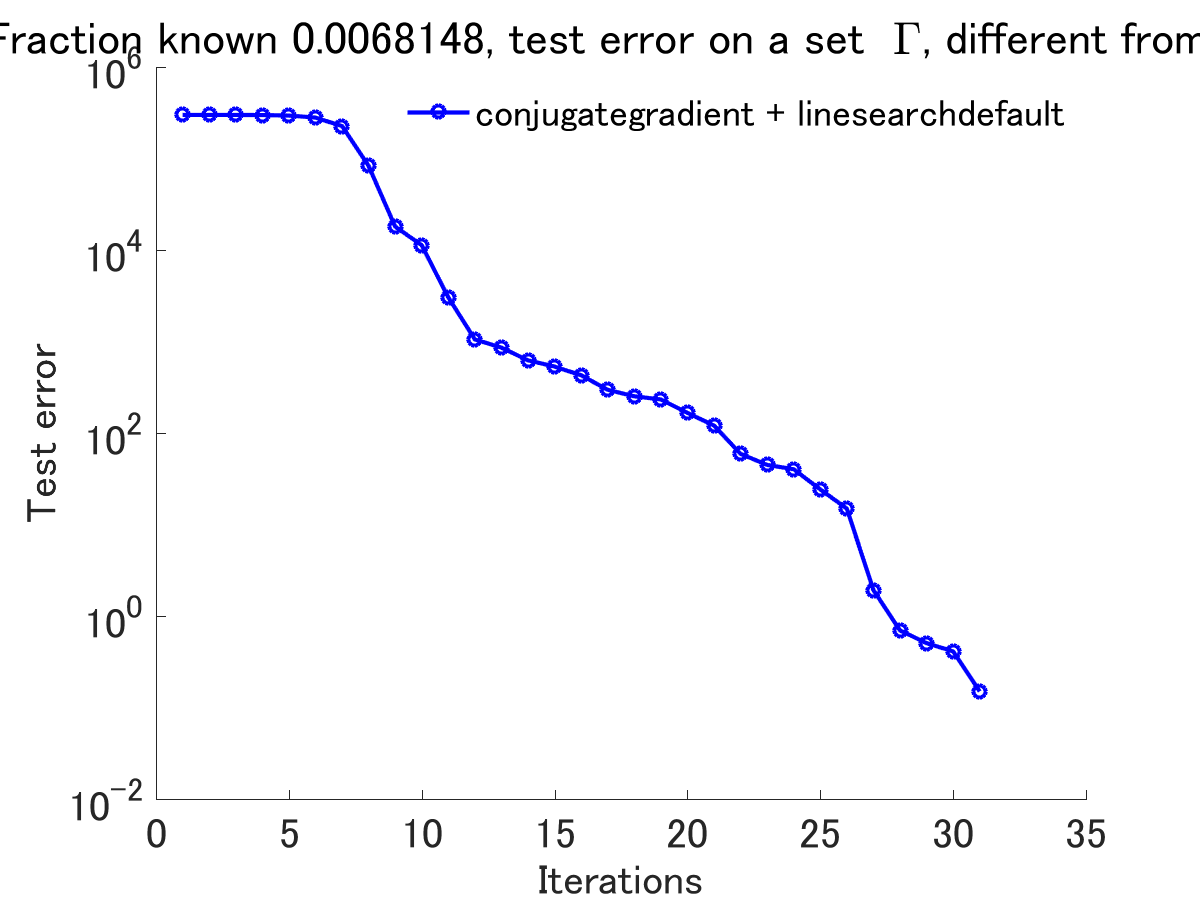 Fraction known 0.0068148, test error on a set Γ, different from
10^6
conjugategradient + linesearchdefault
10^4
10^2
10^0
10^-2
Test error
0 5 10 15 20 25 30 35
Iterations